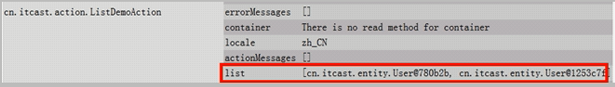 cn.itcast.action.ListDemoAction errorMessages []
container There is no read method for container
locale zh_CN
actionMessages []
list [cn.itcast.entity.User@780b2b, cn.itcast.entity.User@1253c7f]